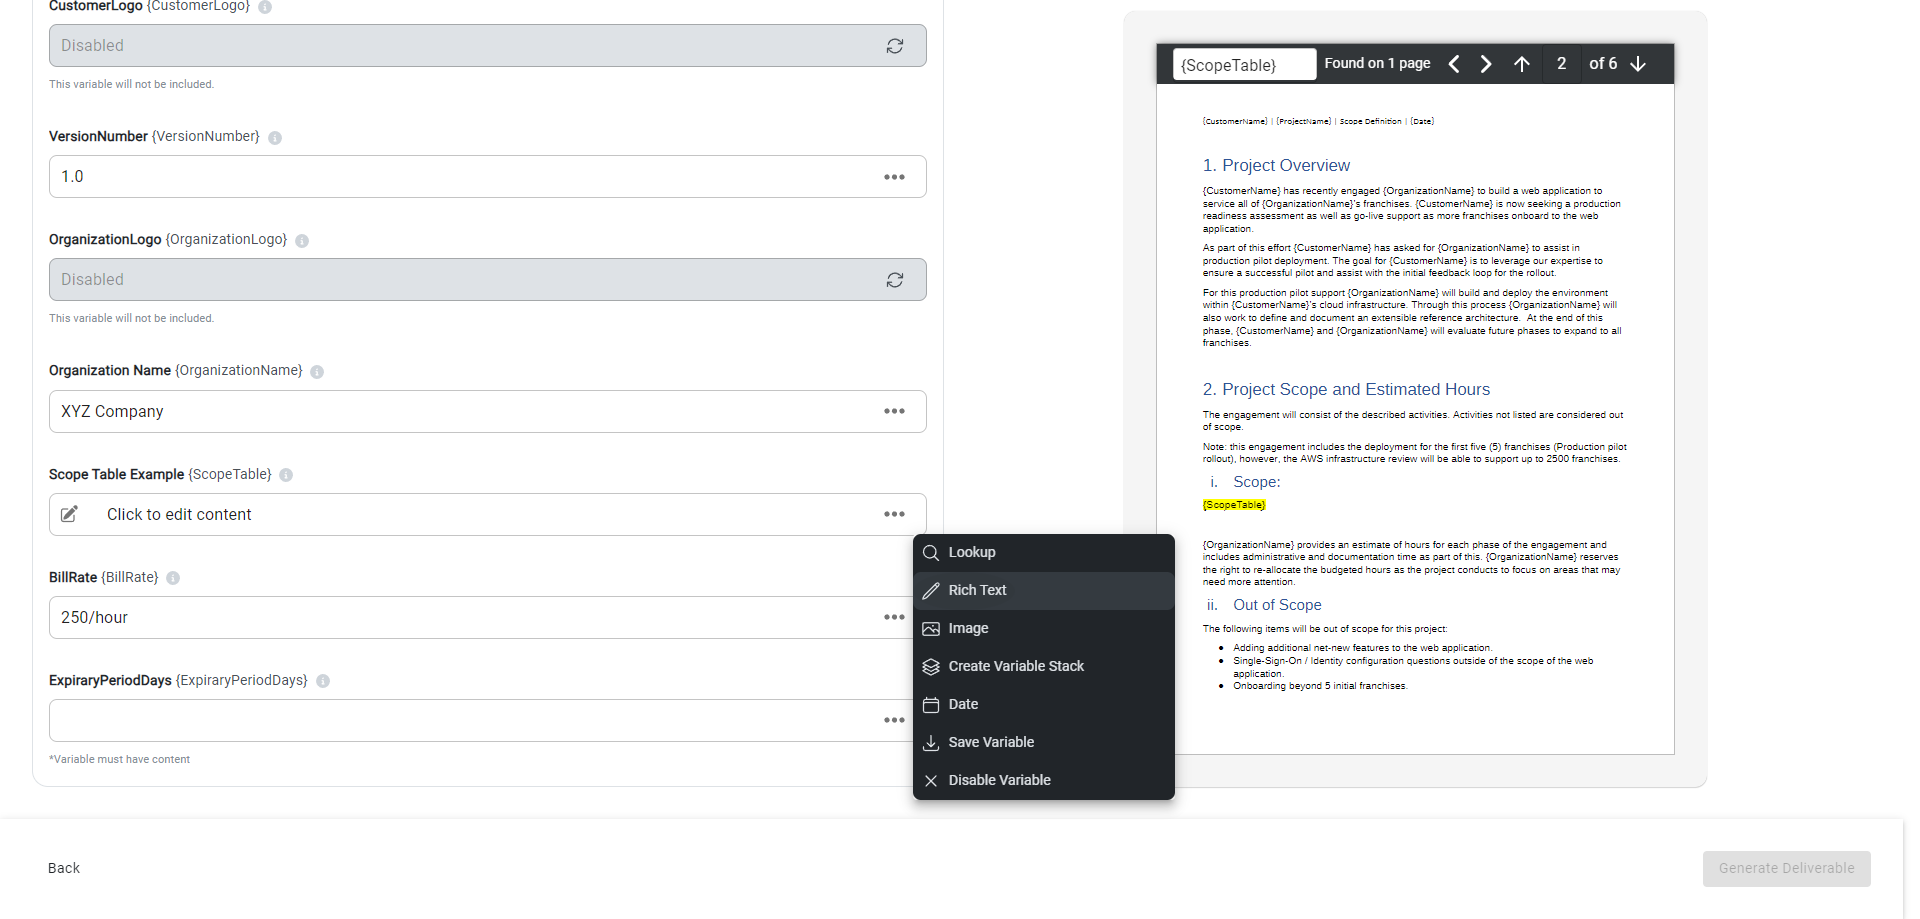 CustomerLogo {CustomerLogo}
Disabled
This variable will not be included.
VersionNumber {VersionNumber}
1.0
OrganizationLogo {OrganizationLogo}
Disabled
This variable will not be included.
Organization Name {OrganizationName}
XYZ Company
Scope Table Example {ScopeTable}
Click to edit content
BillRate {BillRate}
250/hour
ExpiraryPeriodDays {ExpiraryPeriodDays}
*Variable must have content
Lookup
Rich Text
Image
Create Variable Stack
Date
Save Variable
Disable Variable
{ScopeTable} Found on 1 page 2 of 6
{CustomerName} | {ProjectName} | Scope Definition | {Date}
1. Project Overview
{CustomerName} has recently engaged {OrganizationName} to build a web application to
service all of {OrganizationName}'s franchises. {CustomerName} is now seeking a production
readiness assessment as well as go-live support as more franchises onboard to the web
application.
As part of this effort {CustomerName} has asked for {OrganizationName} to assist in
production pilot deployment. The goal for {CustomerName} is to leverage our expertise to
ensure a successful pilot and assist with the initial feedback loop for the rollout.
For this production pilot support {OrganizationName} will build and deploy the environment
within {CustomerName}'s cloud infrastructure. Through this process {OrganizationName} will
also work to define and document an extensible reference architecture. At the end of this
phase, {CustomerName} and {OrganizationName} will evaluate future phases to expand to all
franchises.
2. Project Scope and Estimated Hours
The engagement will consist of the described activities. Activities not listed are considered out
of scope.
Note: this engagement includes the deployment for the first five (5) franchises (Production pilot
rollout), however, the AWS infrastructure review will be able to support up to 2500 franchises.
i. Scope:
{ScopeTable}
{OrganizationName} provides an estimate of hours for each phase of the engagement and
includes administrative and documentation time as part of this. {OrganizationName} reserves
the right to re-allocate the budgeted hours as the project conducts to focus on areas that may
need more attention.
ii. Out of Scope
The following items will be out of scope for this project:
• Adding additional net-new features to the web application.
• Single-Sign-On / Identity configuration questions outside of the scope of the web
application.
• Onboarding beyond 5 initial franchises.
Back
Generate Deliverable